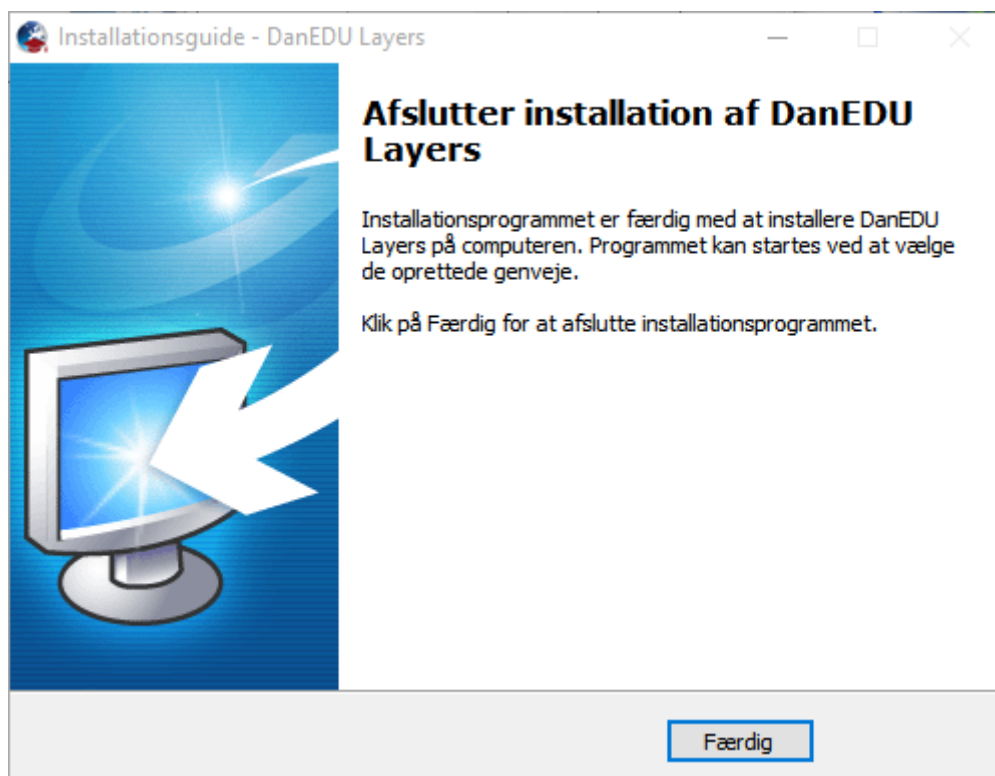 Installationsguide - DanEDU Layers
Afslutter installation af DanEDU
Layers
Installationsprogrammet er færdig med at installere DanEDU
Layers på computeren. Programmet kan startes ved at vælge
de oprettede genveje.
Klik på Færdig for at afslutte installationsprogrammet.
Færdig